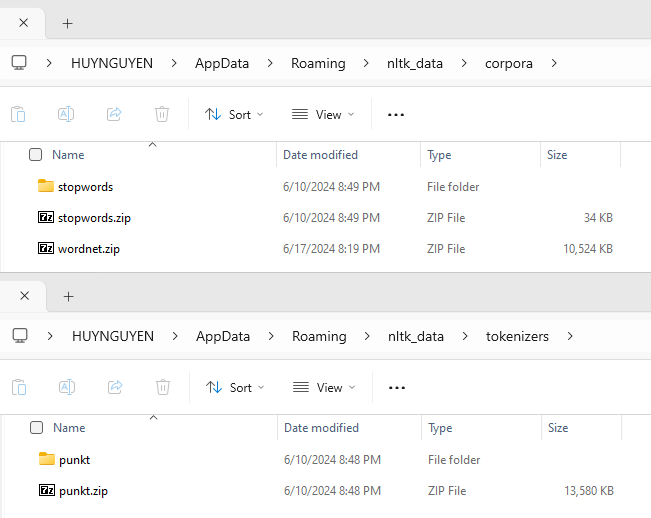 HUYNGUYEN > AppData > Roaming > nltk_data > corpora >
Sort View
Name Date modified Type Size
stopwords 6/10/2024 8:49 PM File folder
stopwords.zip 6/10/2024 8:49 PM ZIP File 34 KB
wordnet.zip 6/17/2024 8:19 PM ZIP File 10,524 KB
HUYNGUYEN > AppData > Roaming > nltk_data > tokenizers >
Sort View
Name Date modified Type Size
punkt 6/10/2024 8:48 PM File folder
punkt.zip 6/10/2024 8:48 PM ZIP File 13,580 KB